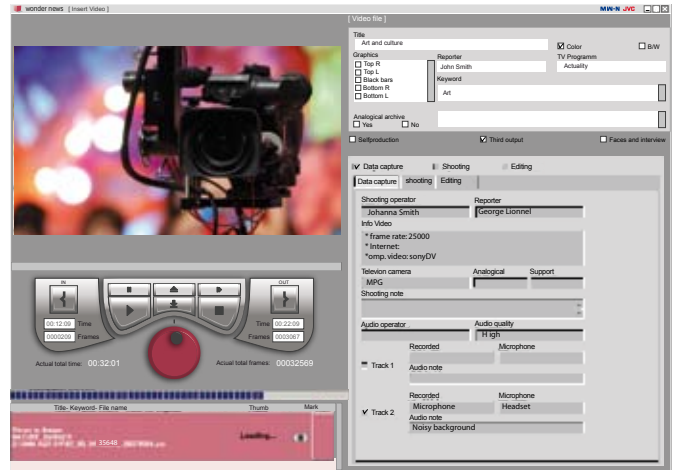 wonder news [ Insert Video ]
MW-N JVC
[ Video file ]
Title
Art and culture
Color
B/W
Graphics
Top R
Top L
Black bars
Bottom R
Bottom L
Reporter
John Smith
TV Programm
Actuality
Keyword
Art
Analogical archive
Yes
No
Selfproduction
Third output
Faces and interview
Data capture
Shooting
Editing
Data capture
shooting
Editing
Shooting operator
Reporter
Johanna Smith
George Lionnel
Info Video
* frame rate: 25000
* Internet:
*omp. video: sonyDV
Televion camera
Analogical
Support
MPG
Shooting note
Audio operator
Audio quality
H igh
Recorded
Microphone
Track 1
Audio note
Recorded
Microphone
Microphone
Headset
Track 2
Audio note
Noisy background
IN
OUT
00:12:09 Time
0000209 Frames
Time 00:22:09
Frames 0003067
Actual total time: 00:32:01
Actual total frames: 00032569
Title- Keyword- File name
Thumb
Mark
Loading...
35648